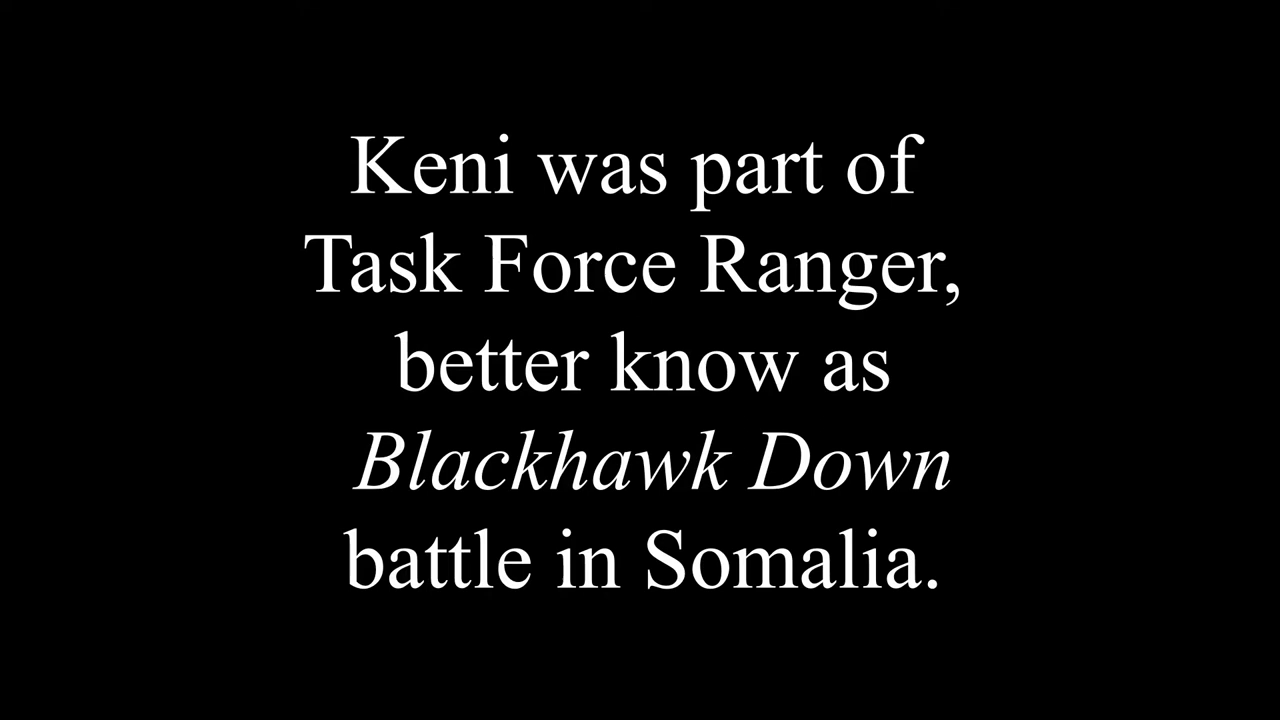 Keni was part of
Task Force Ranger,
better know as
Blackhawk Down
battle in Somalia.